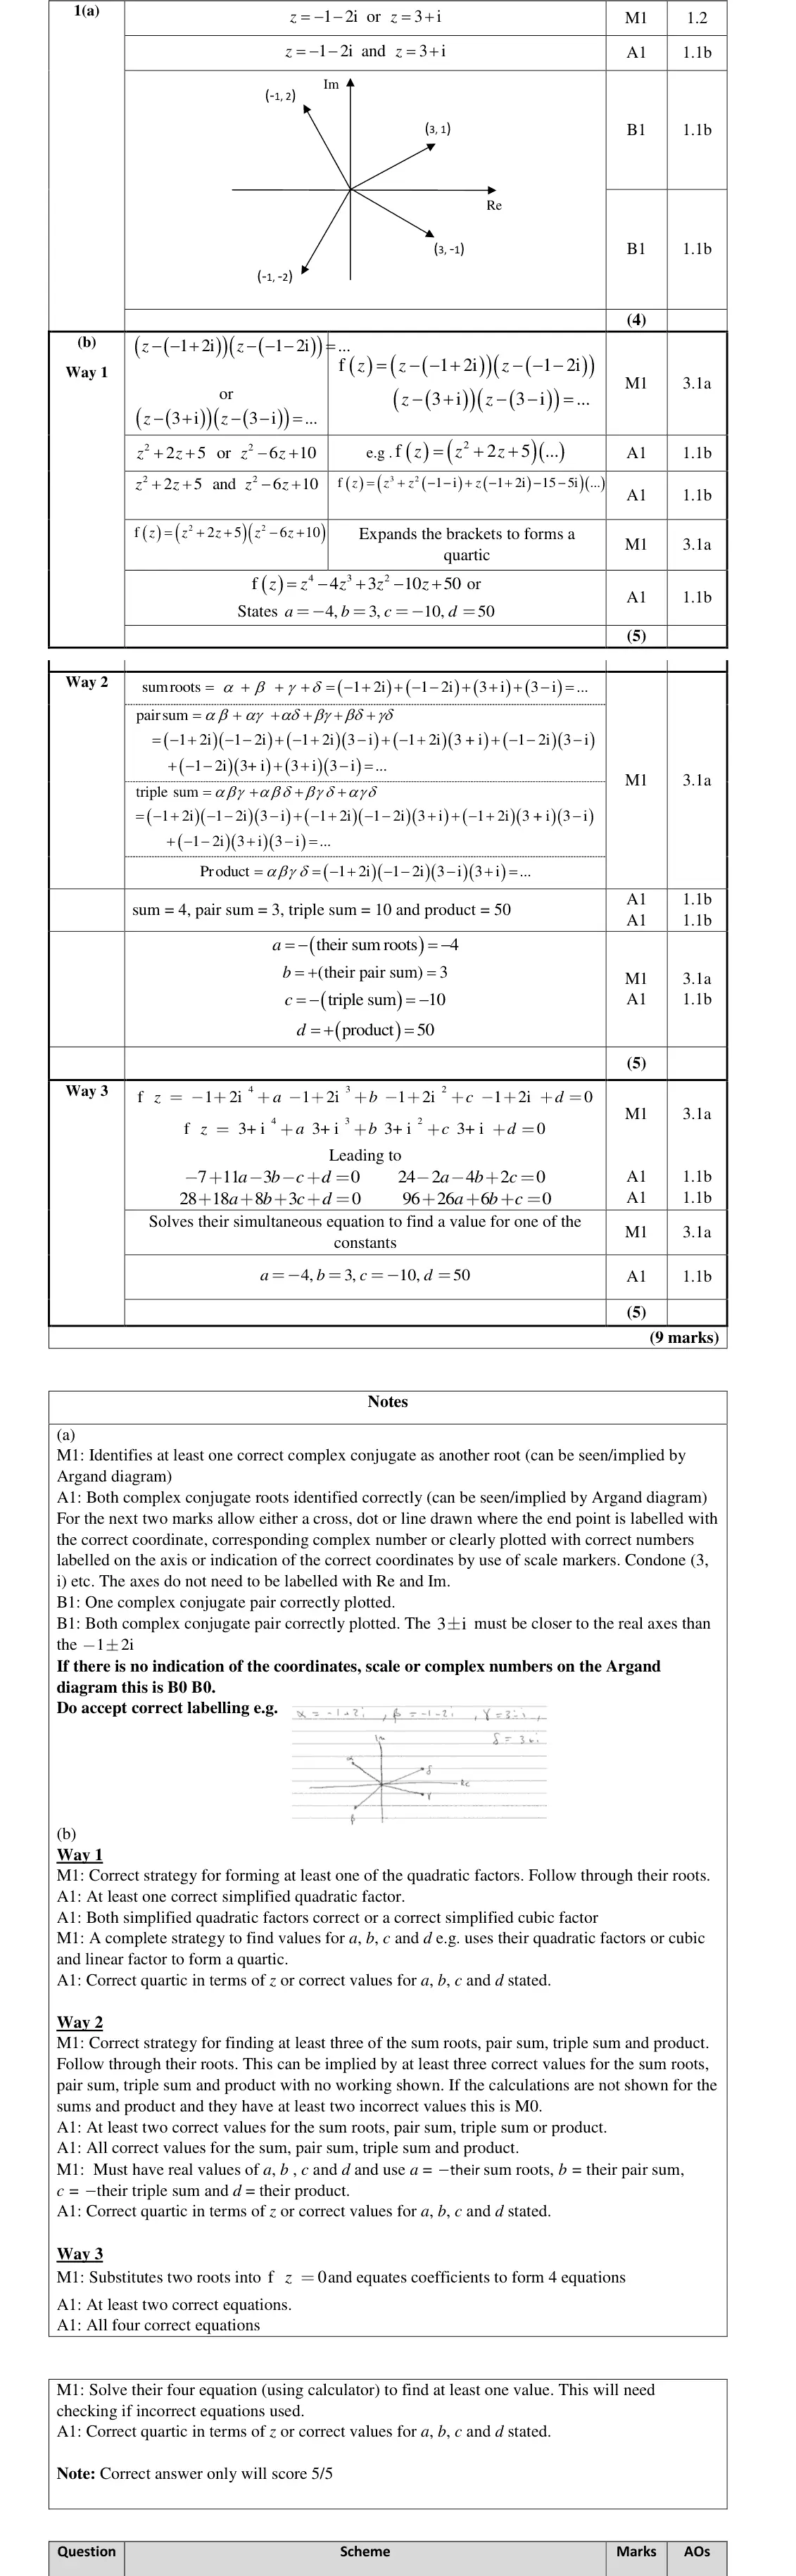 1(a)
z = −1 − 2i or z = 3 + i
M1
1.2
z = −1 − 2i and z = 3 + i
A1
1.1b
Im
(-1, 2)
(3, 1)
Re
(3, -1)
(-1, -2)
B1
1.1b
B1
1.1b
(4)
(b)
Way 1
(z−(−1+2i))(z−(−1−2i))=...
or
(z−(3+i))(z−(3−i))=...
f(z)=(z−(−1+2i))(z−(−1−2i))
(z−(3+i))(z−(3−i))=...
M1
3.1a
z²+2z+5 or z²−6z+10
e.g. f(z)=(z²+2z+5)(...)
A1
1.1b
z²+2z+5 and z²−6z+10
f(z)=(z³+z²(−1−i)+z(−1+2i)−15−5i)(...)
A1
1.1b
f(z)=(z²+2z+5)(z²−6z+10)
Expands the brackets to forms a
quartic
M1
3.1a
f(z)=z⁴−4z³+3z²−10z+50 or
States a=−4, b=3, c=−10, d=50
A1
1.1b
(5)
Way 2
sum roots = α + β + γ + δ = (−1+2i)+(−1−2i)+(3+i)+(3−i)=...
pair sum = αβ + αγ + αδ + βγ + βδ + γδ
=(−1+2i)(−1−2i)+(−1+2i)(3−i)+(−1+2i)(3+i)+(−1−2i)(3−i)
+(−1−2i)(3+i)+(3+i)(3−i)=...
triple sum = αβγ + αβδ + βγδ + αγδ
=(−1+2i)(−1−2i)(3−i)+(−1+2i)(−1−2i)(3+i)+(−1+2i)(3+i)(3−i)
+(−1−2i)(3+i)(3−i)=...
Product = αβγδ = (−1+2i)(−1−2i)(3−i)(3+i)=...
M1
3.1a
sum = 4, pair sum = 3, triple sum = 10 and product = 50
A1
A1
1.1b
1.1b
a=−(their sum roots)=−4
b=+(their pair sum)=3
c=−(triple sum)=−10
d=+(product)=50
M1
A1
3.1a
1.1b
(5)
Way 3
f z = −1+2i ⁴ +a −1+2i ³ +b −1+2i ² +c −1+2i +d=0
f z = 3+i ⁴ +a 3+i ³ +b 3+i ² +c 3+i +d=0
M1
3.1a
Leading to
−7+11a−3b−c+d=0 24−2a−4b+2c=0
28+18a+8b+3c+d=0 96+26a+6b+c=0
A1
A1
1.1b
1.1b
Solves their simultaneous equation to find a value for one of the
constants
M1
3.1a
a=−4, b=3, c=−10, d=50
A1
1.1b
(5)
(9 marks)
Notes
(a)
M1: Identifies at least one correct complex conjugate as another root (can be seen/implied by
Argand diagram)
A1: Both complex conjugate roots identified correctly (can be seen/implied by Argand diagram)
For the next two marks allow either a cross, dot or line drawn where the end point is labelled with
the correct coordinate, corresponding complex number or clearly plotted with correct numbers
labelled on the axis or indication of the correct coordinates by use of scale markers. Condone (3,
i) etc. The axes do not need to be labelled with Re and Im.
B1: One complex conjugate pair correctly plotted.
B1: Both complex conjugate pair correctly plotted. The 3±i must be closer to the real axes than
the −1±2i
If there is no indication of the coordinates, scale or complex numbers on the Argand
diagram this is B0 B0.
Do accept correct labelling e.g.
α = −1+2i , β = −1−2i , γ = 3−i ,
δ = 3+i
α
δ
γ
β
(b)
Way 1
M1: Correct strategy for forming at least one of the quadratic factors. Follow through their roots.
A1: At least one correct simplified quadratic factor.
A1: Both simplified quadratic factors correct or a correct simplified cubic factor
M1: A complete strategy to find values for a, b, c and d e.g. uses their quadratic factors or cubic
and linear factor to form a quartic.
A1: Correct quartic in terms of z or correct values for a, b, c and d stated.
Way 2
M1: Correct strategy for finding at least three of the sum roots, pair sum, triple sum and product.
Follow through their roots. This can be implied by at least three correct values for the sum roots,
pair sum, triple sum and product with no working shown. If the calculations are not shown for the
sums and product and they have at least two incorrect values this is M0.
A1: At least two correct values for the sum roots, pair sum, triple sum or product.
A1: All correct values for the sum, pair sum, triple sum and product.
M1: Must have real values of a, b , c and d and use a = −their sum roots, b = their pair sum,
c = −their triple sum and d = their product.
A1: Correct quartic in terms of z or correct values for a, b, c and d stated.
Way 3
M1: Substitutes two roots into f z = 0 and equates coefficients to form 4 equations
A1: At least two correct equations.
A1: All four correct equations
M1: Solve their four equation (using calculator) to find at least one value. This will need
checking if incorrect equations used.
A1: Correct quartic in terms of z or correct values for a, b, c and d stated.
Note: Correct answer only will score 5/5
Question
Scheme
Marks
AOs